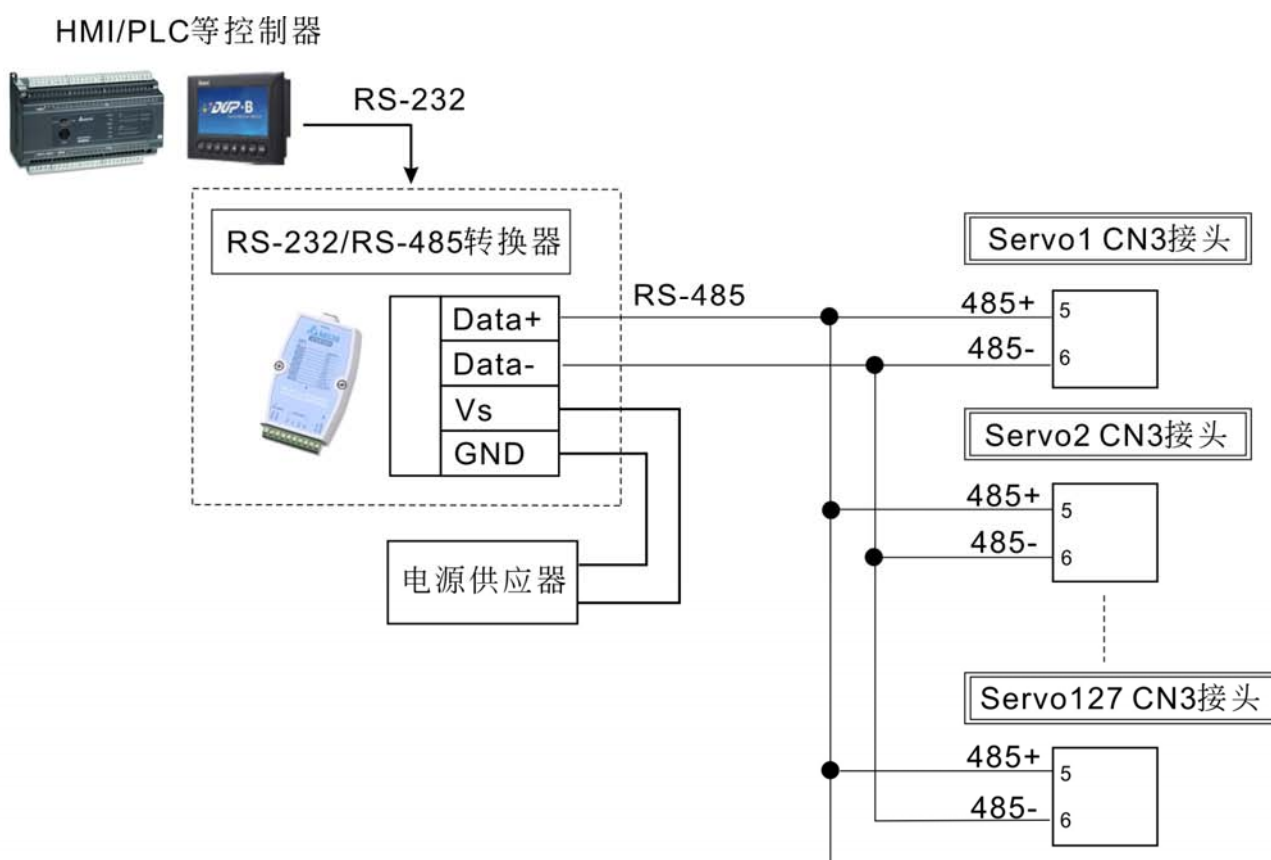 HMI/PLC等控制器
DOP-B
RS-232
RS-232/RS-485转换器
Data+
Data-
Vs
GND
RS-485
电源供应器
Servo1 CN3接头
485+
5
485-
6
Servo2 CN3接头
485+
5
485-
6
Servo127 CN3接头
485+
5
485-
6